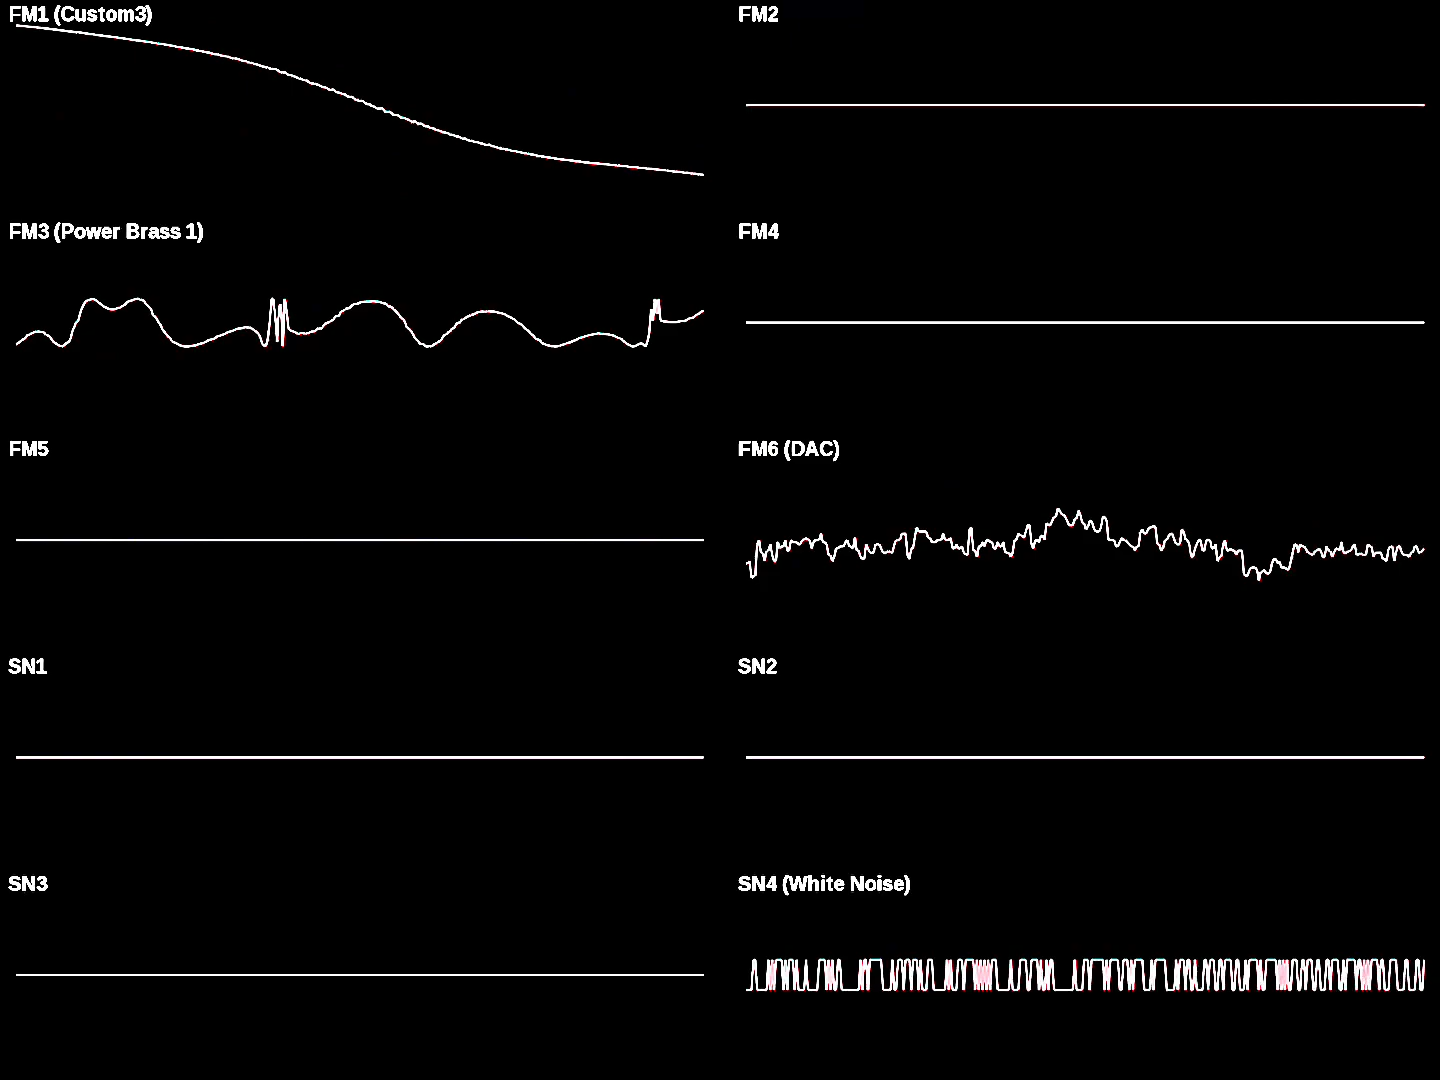 FM1 (Custom3)
FM2
FM3 (Power Brass 1)
FM4
FM5
FM6 (DAC)
SN1
SN2
SN3
SN4 (White Noise)